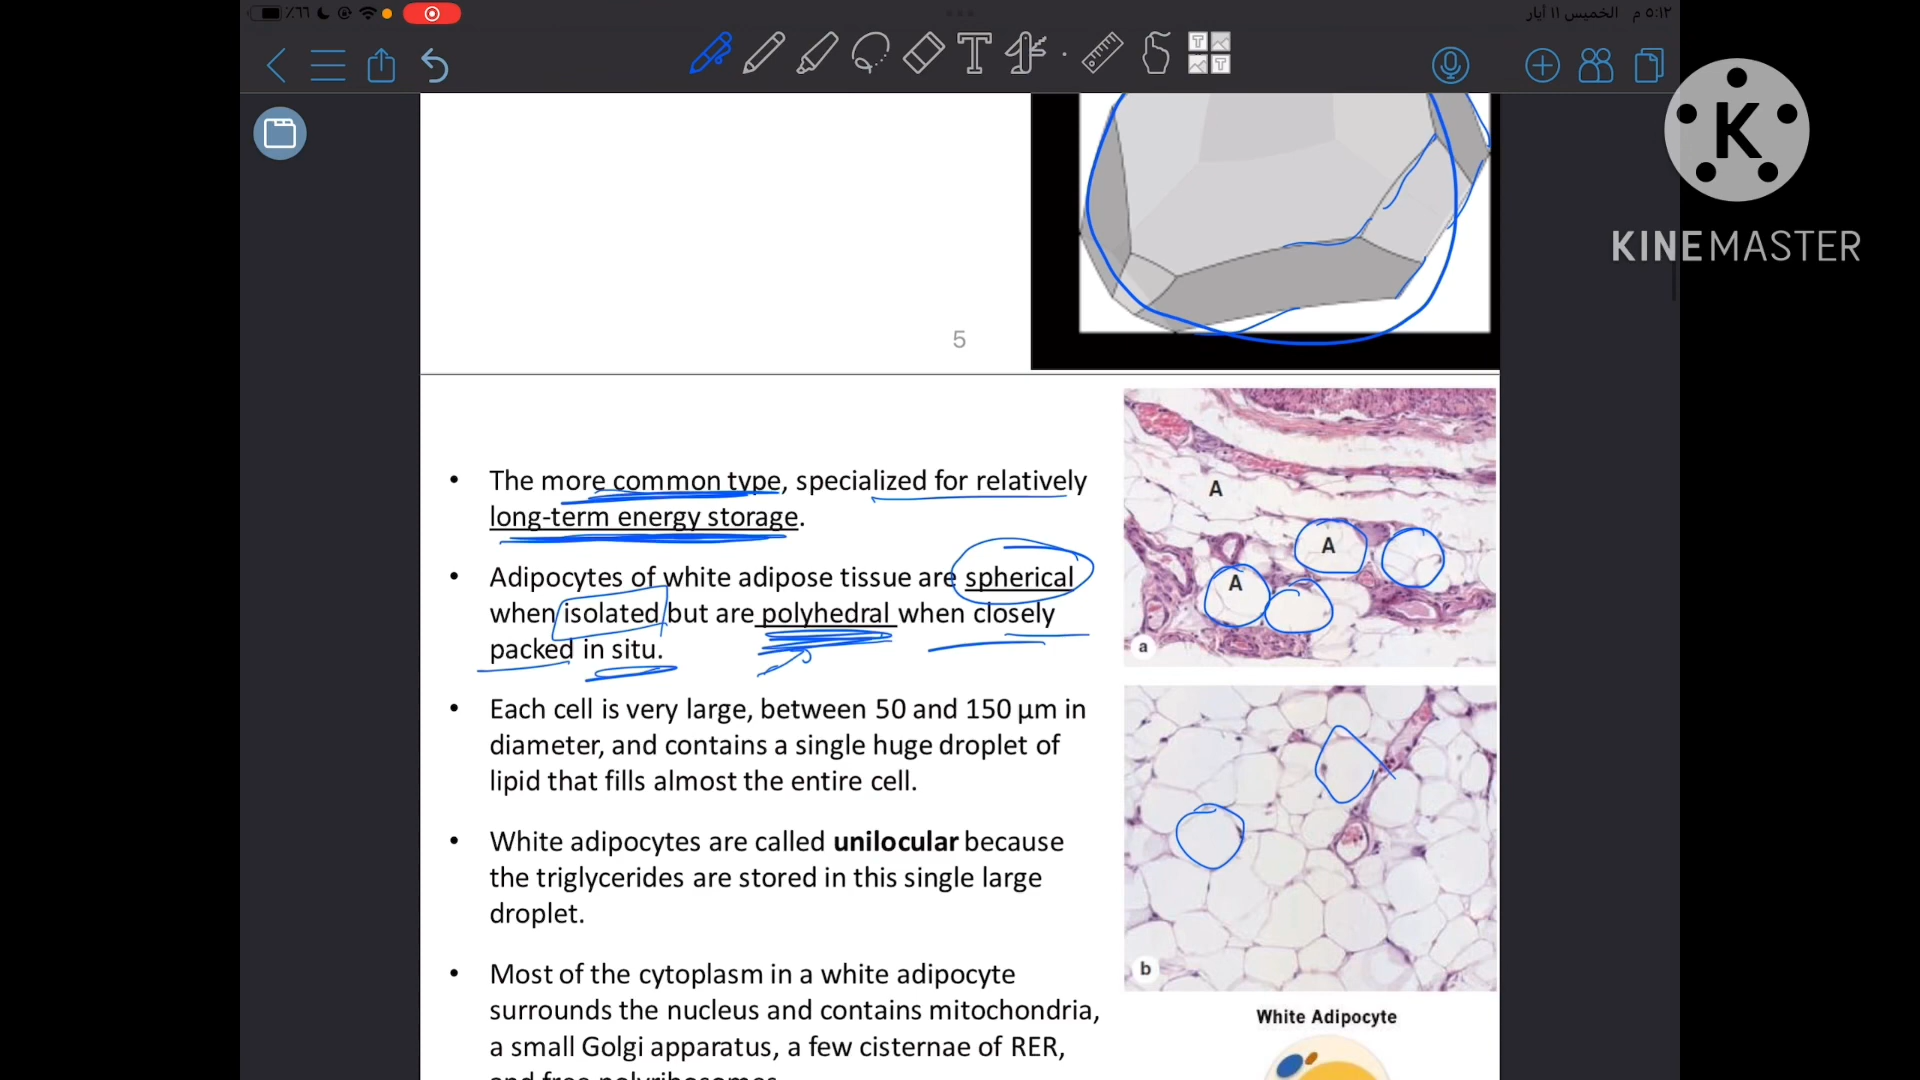 ٪٦٦
٥:١٢ م الخميس ١١ أيار
K
KINEMASTER
5
• The more common type, specialized for relatively
long-term energy storage.
• Adipocytes of white adipose tissue are spherical
when isolated but are polyhedral when closely
packed in situ.
• Each cell is very large, between 50 and 150 μm in
diameter, and contains a single huge droplet of
lipid that fills almost the entire cell.
• White adipocytes are called unilocular because
the triglycerides are stored in this single large
droplet.
• Most of the cytoplasm in a white adipocyte
surrounds the nucleus and contains mitochondria,
a small Golgi apparatus, a few cisternae of RER,
and free polyribosomes
A
A
A
a
b
White Adipocyte